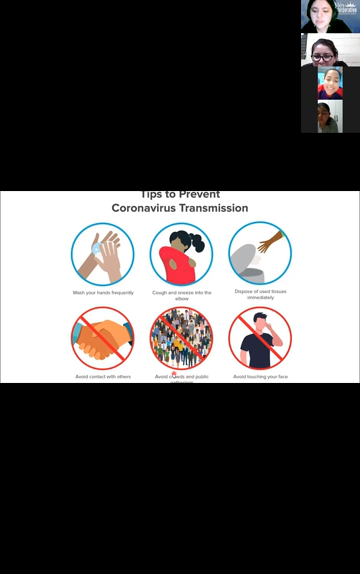 Tips to Prevent
Coronavirus Transmission
Wash your hands frequently
Cough and sneeze into the
elbow
Dispose of used tissues
immediately
Avoid contact with others
Avoid crowds and public
Avoid touching your face